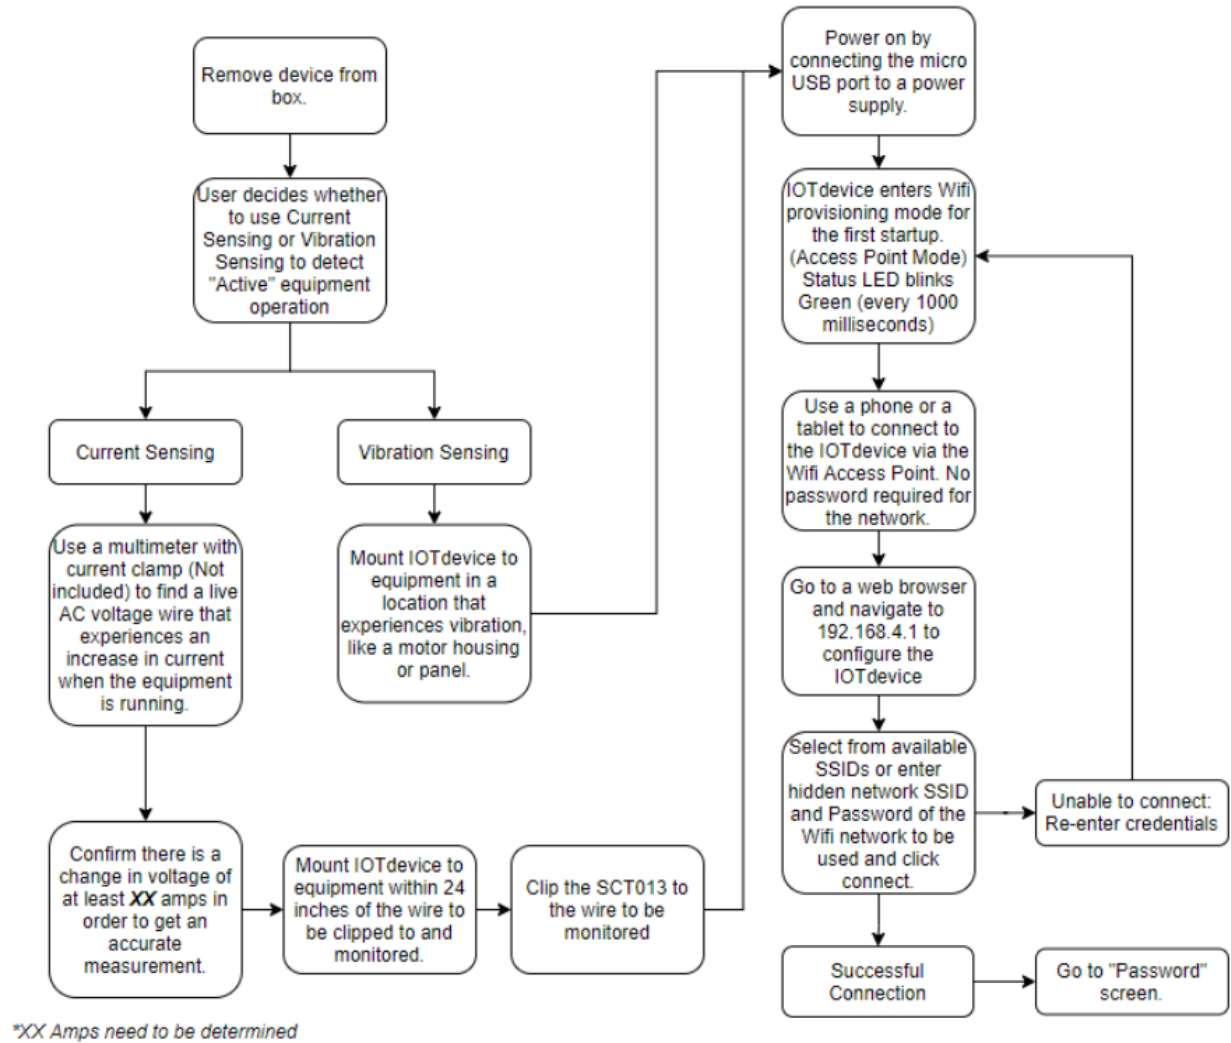 Remove device from
box.
User decides whether
to use Current
Sensing or Vibration
Sensing to detect
"Active" equipment
operation
Current Sensing
Use a multimeter with
current clamp (Not
included) to find a live
AC voltage wire that
experiences an
increase in current
when the equipment
is running.
Confirm there is a
change in voltage of
at least XX amps in
order to get an
accurate
measurement.
Mount IOTdevice to
equipment within 24
inches of the wire to
be clipped to and
monitored.
Clip the SCT013 to
the wire to be
monitored
Vibration Sensing
Mount IOTdevice to
equipment in a
location that
experiences vibration,
like a motor housing
or panel.
Power on by
connecting the micro
USB port to a power
supply.
IOTdevice enters Wifi
provisioning mode for
the first startup.
(Access Point Mode)
Status LED blinks
Green (every 1000
milliseconds)
Use a phone or a
tablet to connect to
the IOTdevice via the
Wifi Access Point. No
password required for
the network.
Go to a web browser
and navigate to
192.168.4.1 to
configure the
IOTdevice
Select from available
SSIDs or enter
hidden network SSID
and Password of the
Wifi network to be
used and click
connect.
Unable to connect:
Re-enter credentials
Successful
Connection
Go to "Password"
screen.
*XX Amps need to be determined